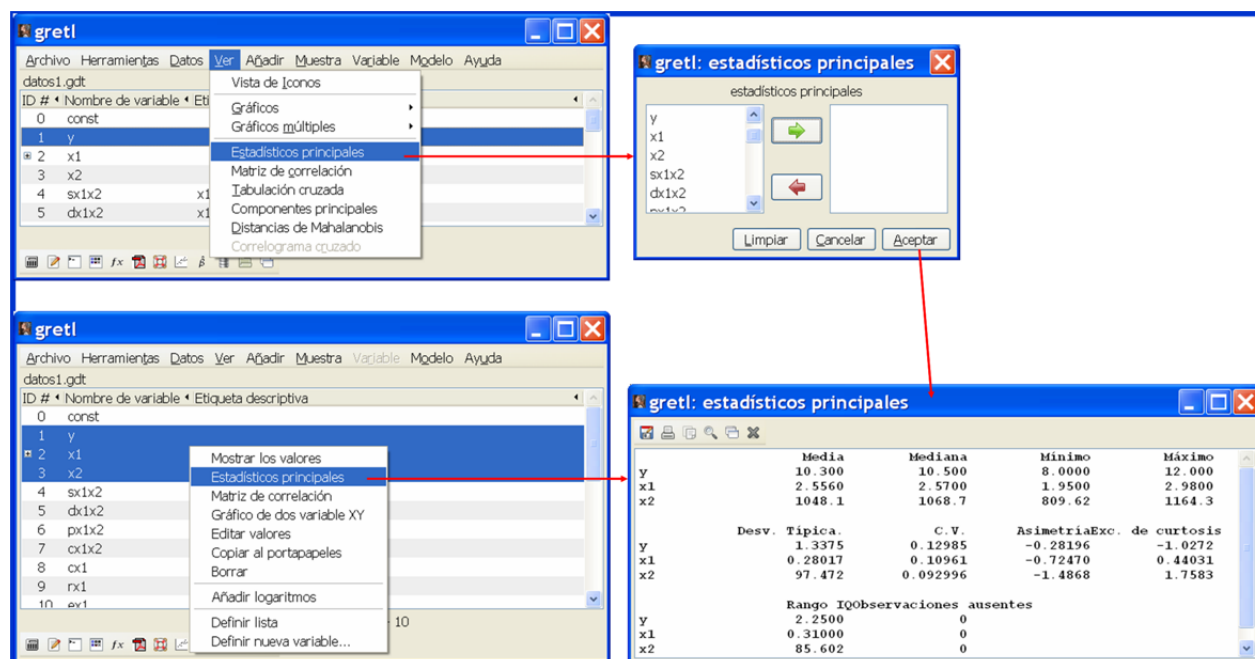 gretl
Archivo Herramientas Datos Ver Añadir Muestra Variable Modelo Ayuda
datos1.gdt
ID # Nombre de variable Eti
0 const
1 y
2 x1
3 x2
4 sx1x2 x1
5 dx1x2 x1
Vista de Iconos
Gráficos
Gráficos múltiples
Estadísticos principales
Matriz de correlación
Tabulación cruzada
Componentes principales
Distancias de Mahalanobis
Correlograma cruzado
gretl: estadísticos principales
estadísticos principales
y
x1
x2
sx1x2
dx1x2
px1x2
Limpiar Cancelar Aceptar
gretl
Archivo Herramientas Datos Ver Añadir Muestra Variable Modelo Ayuda
datos1.gdt
ID # Nombre de variable Etiqueta descriptiva
0 const
1 y
2 x1
3 x2
4 sx1x2
5 dx1x2
6 px1x2
7 cx1x2
8 cx1
9 rx1
10 ex1
10
Mostrar los valores
Estadísticos principales
Matriz de correlación
Gráfico de dos variable XY
Editar valores
Copiar al portapapeles
Borrar
Añadir logaritmos
Definir lista
Definir nueva variable...
gretl: estadísticos principales
Media Mediana Mínimo Máximo
y 10.300 10.500 8.0000 12.000
x1 2.5560 2.5700 1.9500 2.9800
x2 1048.1 1068.7 809.62 1164.3
Desv. Típica. C.V. AsimetríaExc. de curtosis
y 1.3375 0.12985 -0.28196 -1.0272
x1 0.28017 0.10961 -0.72470 0.44031
x2 97.472 0.092996 -1.4868 1.7583
Rango IQObservaciones ausentes
y 2.2500 0
x1 0.31000 0
x2 85.602 0